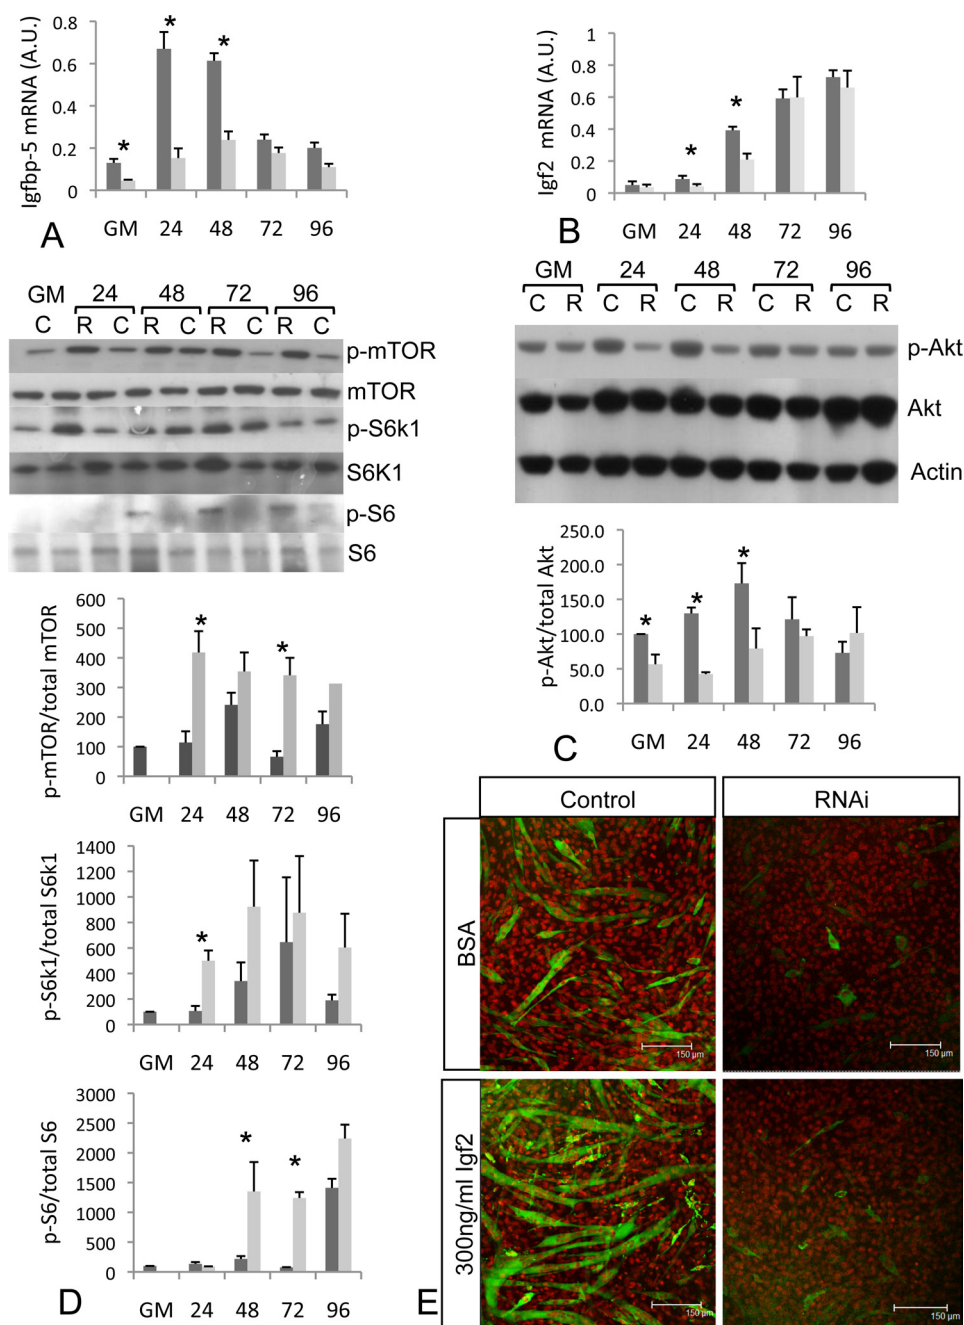 Igfbp-5 mRNA (A.U.)
0.8
0.6
0.4
0.2
0
* * *
GM 24 48 72 96
A
Igf2 mRNA (A.U.)
1
0.8
0.6
0.4
0.2
0
* *
GM 24 48 72 96
B
GM 24 48 72 96
C R C R C R C R C
p-mTOR
mTOR
p-S6k1
S6K1
p-S6
S6
GM 24 48 72 96
C R C R C R C R C R
p-Akt
Akt
Actin
p-Akt/total Akt
250.0
200.0
150.0
100.0
50.0
0.0
* * *
GM 24 48 72 96
C
p-mTOR/total mTOR
600
500
400
300
200
100
0
* *
GM 24 48 72 96
p-S6k1/total S6k1
1400
1200
1000
800
600
400
200
0
*
GM 24 48 72 96
p-S6/total S6
3000
2500
2000
1500
1000
500
0
* *
GM 24 48 72 96
D
Control RNAi
BSA
150 µm 150 µm
300ng/ml Igf2
150 µm 150 µm
E